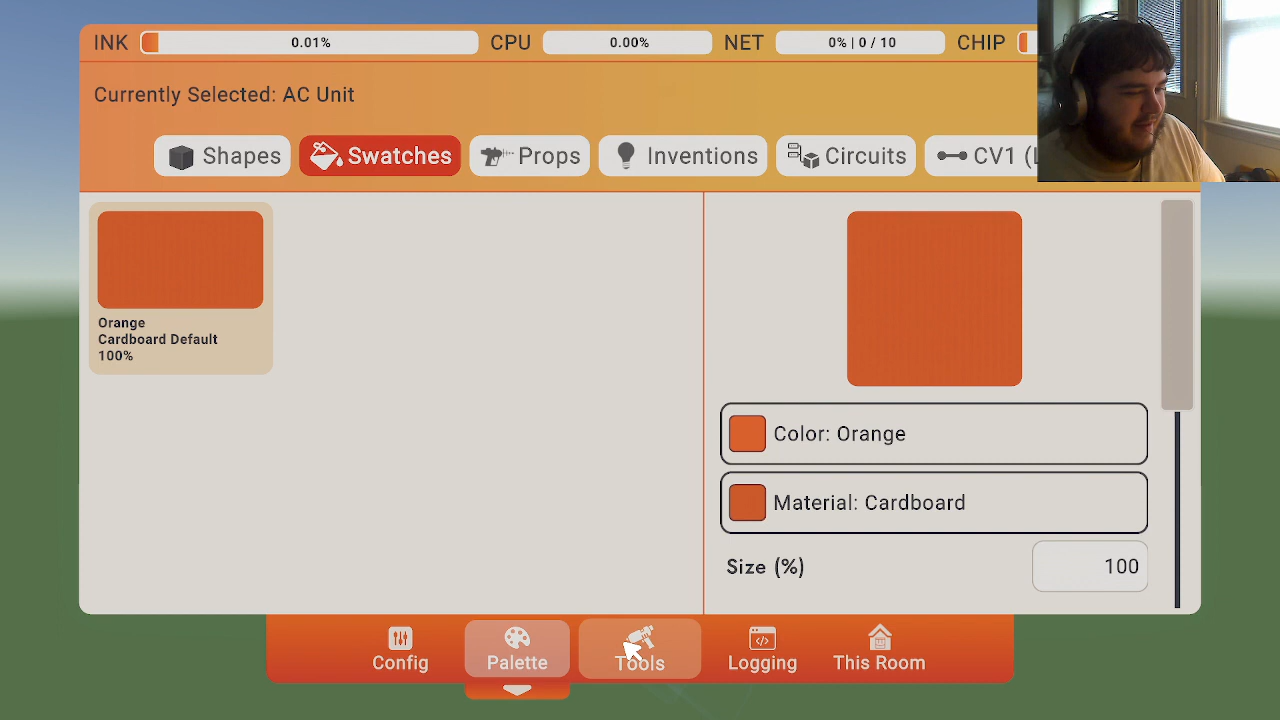 INK 0.01% CPU 0.00% NET 0% | 0 / 10 CHIP
Currently Selected: AC Unit
Shapes Swatches Props Inventions Circuits CV1 (
Orange
Cardboard Default
100%
Color: Orange
Material: Cardboard
Size (%) 100
Config Palette Tools Logging This Room